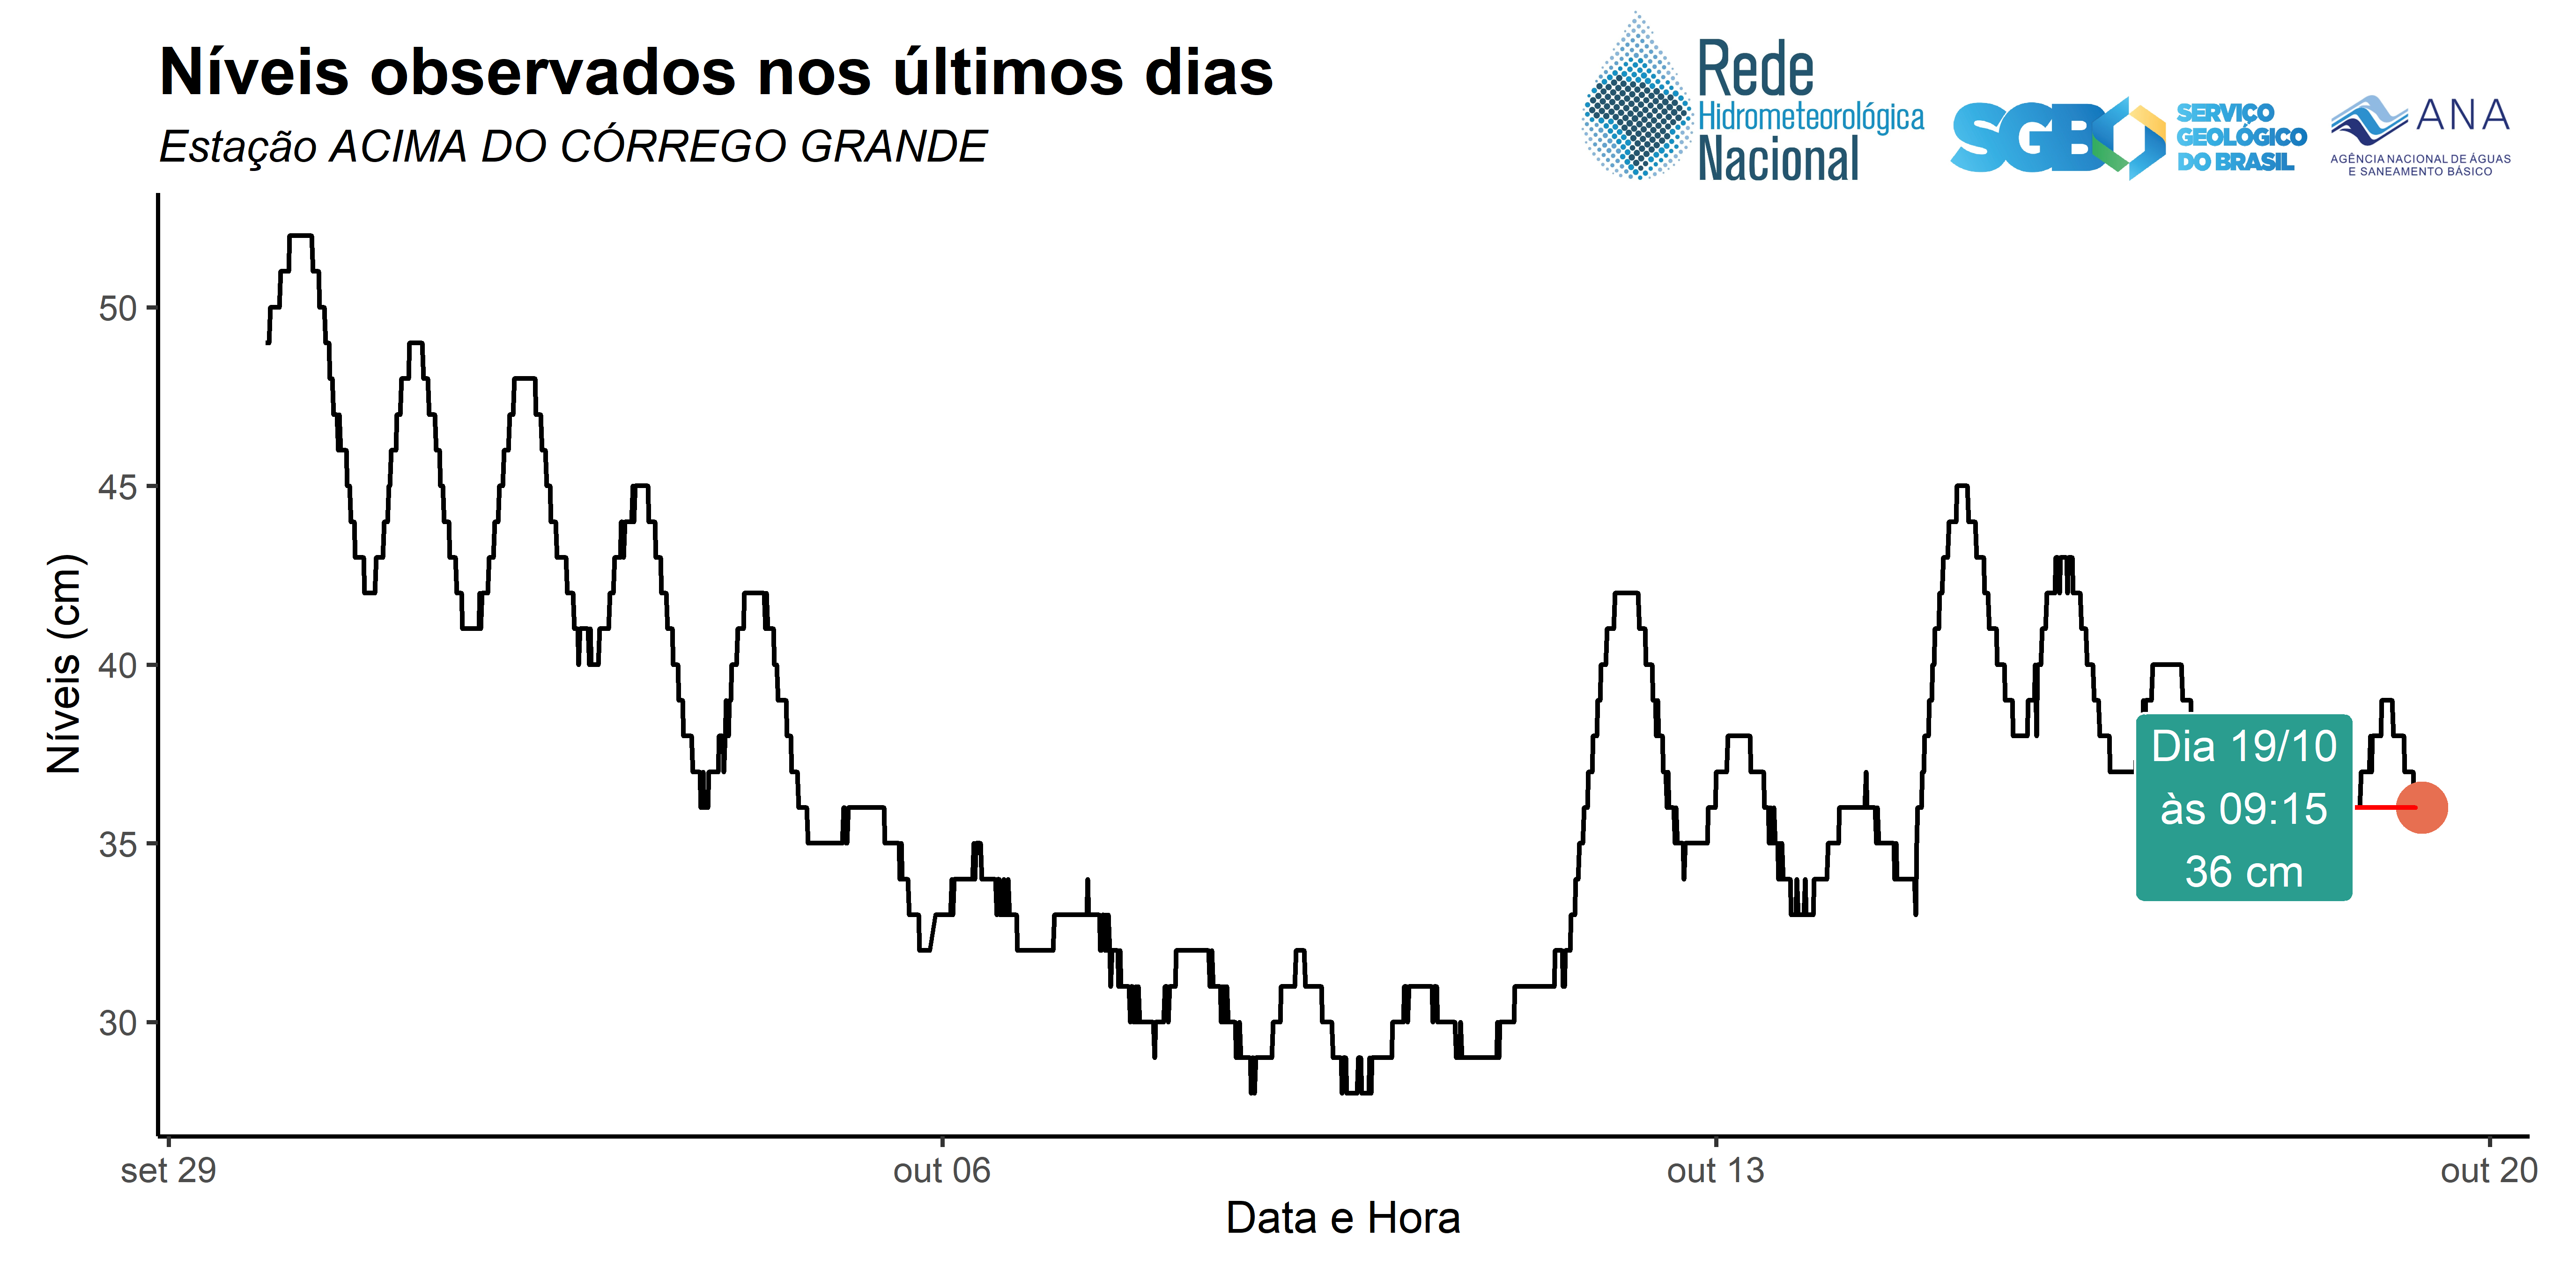 Níveis observados nos últimos dias
Estação ACIMA DO CÓRREGO GRANDE
Rede
Hidrometeorológica
Nacional
SGB
SERVIÇO
GEOLÓGICO
DO BRASIL
ANA
AGÊNCIA NACIONAL DE ÁGUAS
E SANEAMENTO BÁSICO
Níveis (cm)
50
45
40
35
30
Dia 19/10
às 09:15
36 cm
set 29
out 06
out 13
out 20
Data e Hora